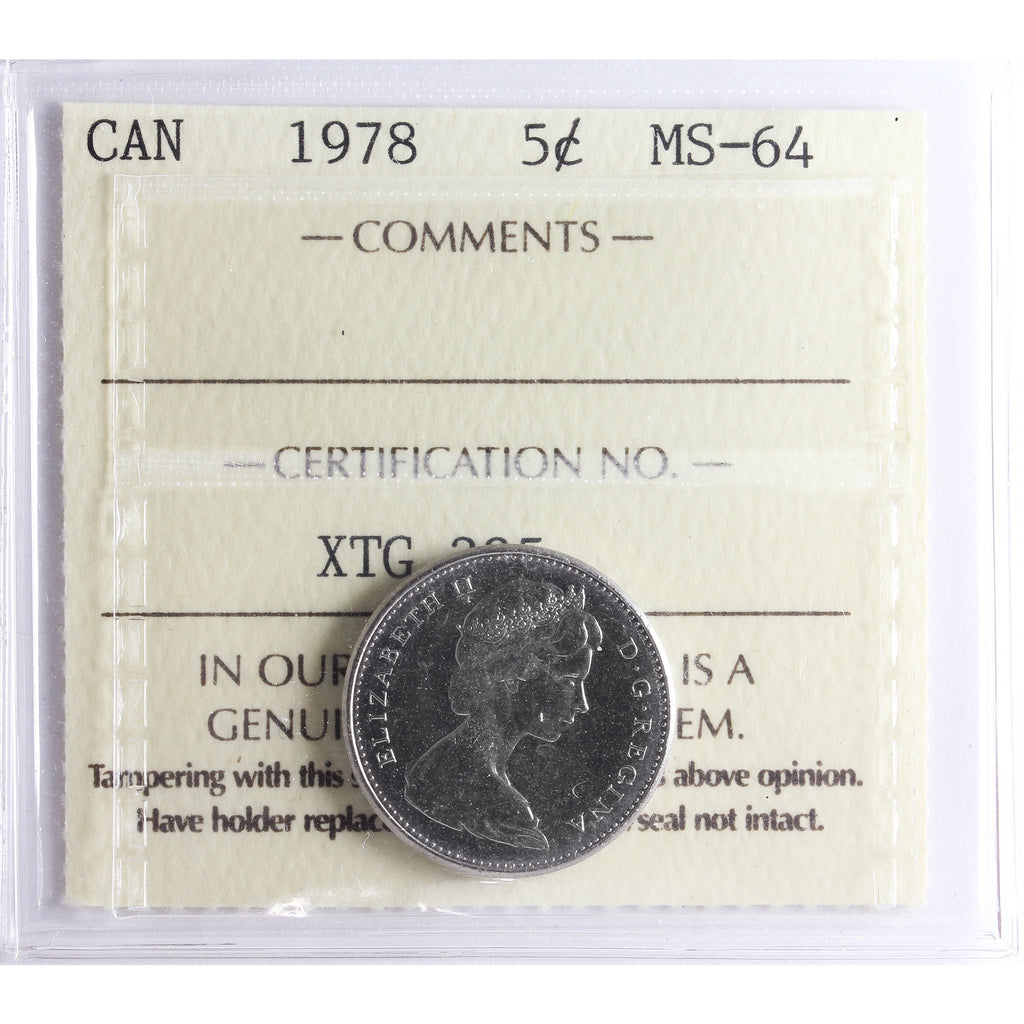 CAN 1978 5¢ MS-64
— COMMENTS —
— CERTIFICATION NO. —
XTG
IN OUR IS A
GENUI EM.
Tampering with this above opinion.
Have holder replac seal not intact.
ELIZABETH II D·G·REGINA